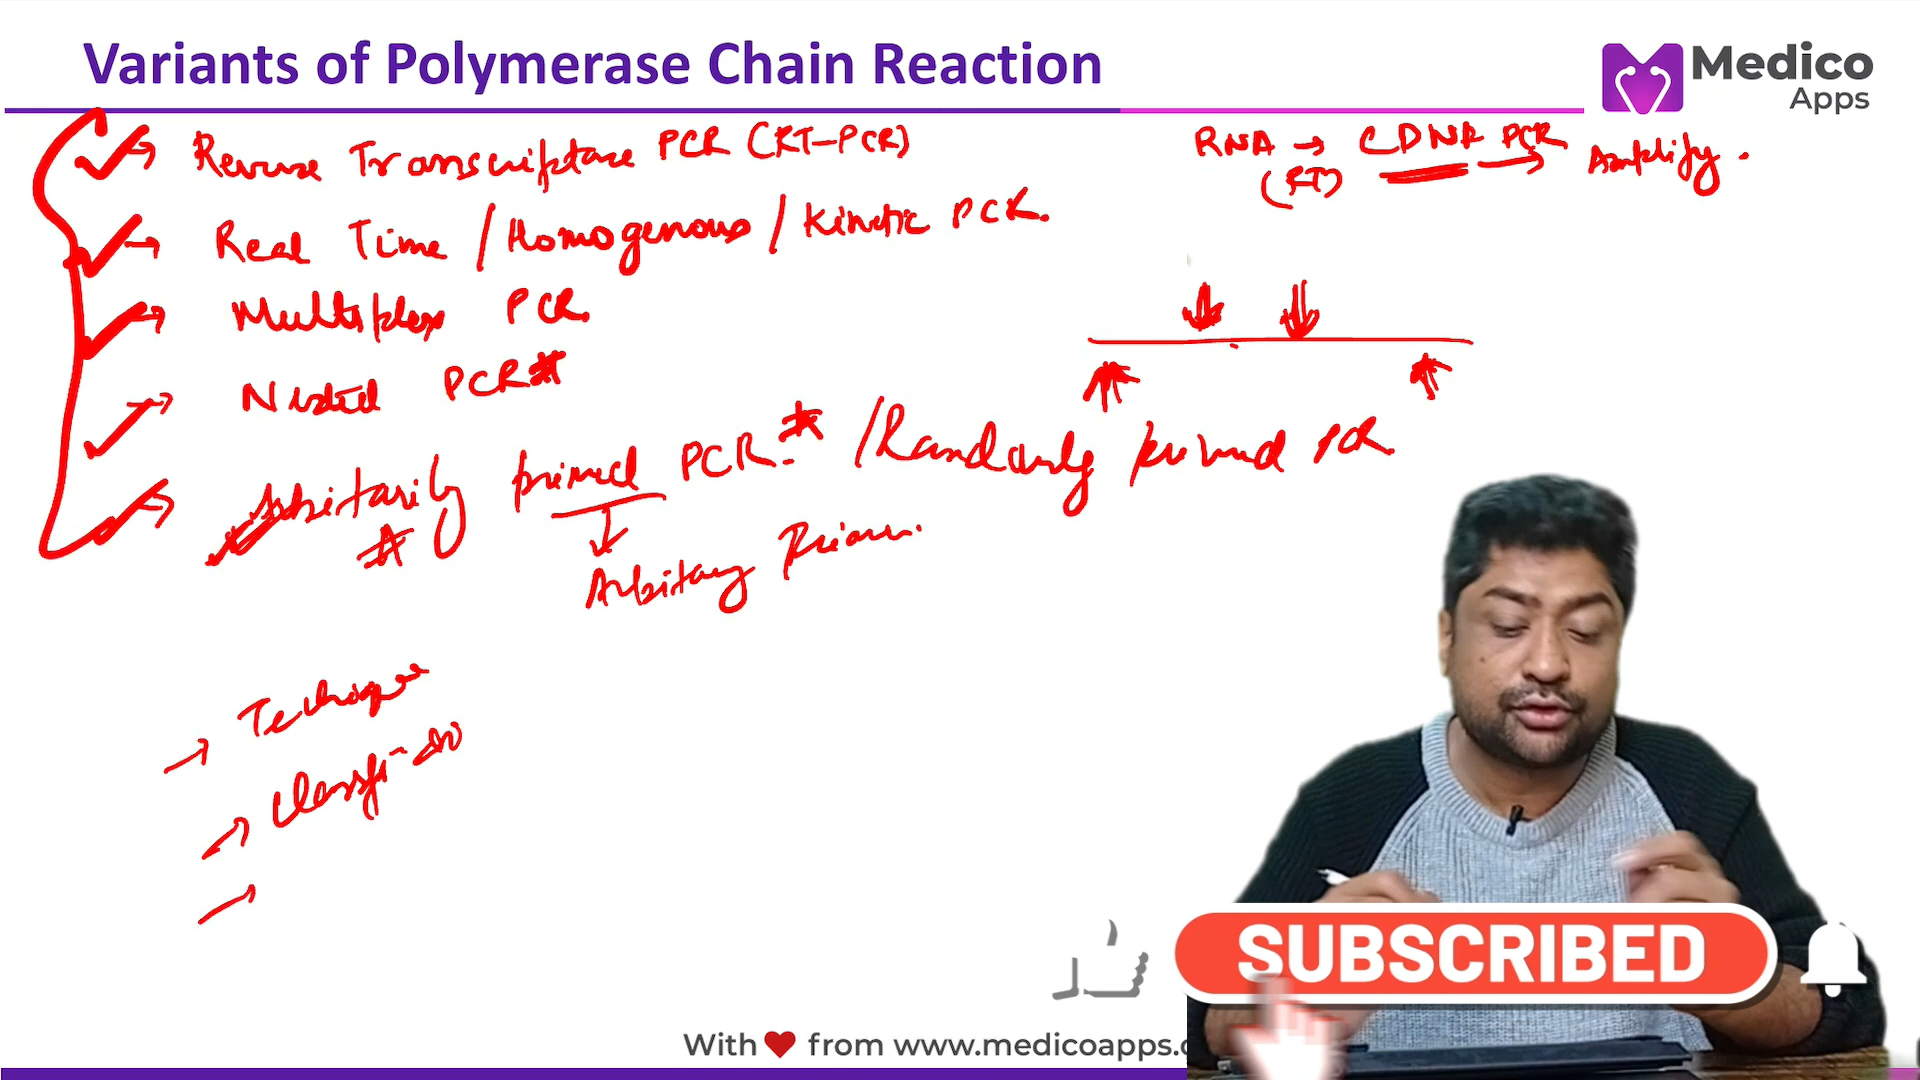 Variants of Polymerase Chain Reaction
Medico
Apps
Reverse Transcriptase PCR (RT-PCR)
RNA → CDNA PCR → Amplify.
(RT)
Real Time / Homogenous / Kinetic PCR.
Multiplex PCR
Nested PCR*
Arbitarily primed PCR.* / Randomly primed PCR
Arbitary Primer.
Technique
SUBSCRIBED
With ❤ from www.medicoapps.